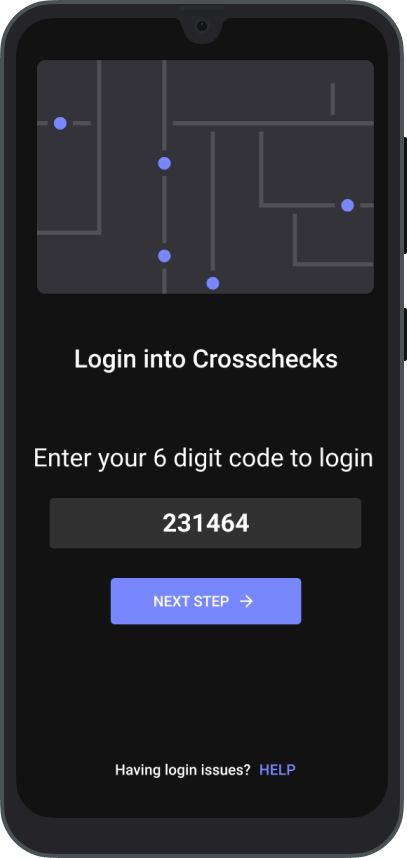 Login into Crosschecks
Enter your 6 digit code to login
231464
NEXT STEP →
Having login issues? HELP